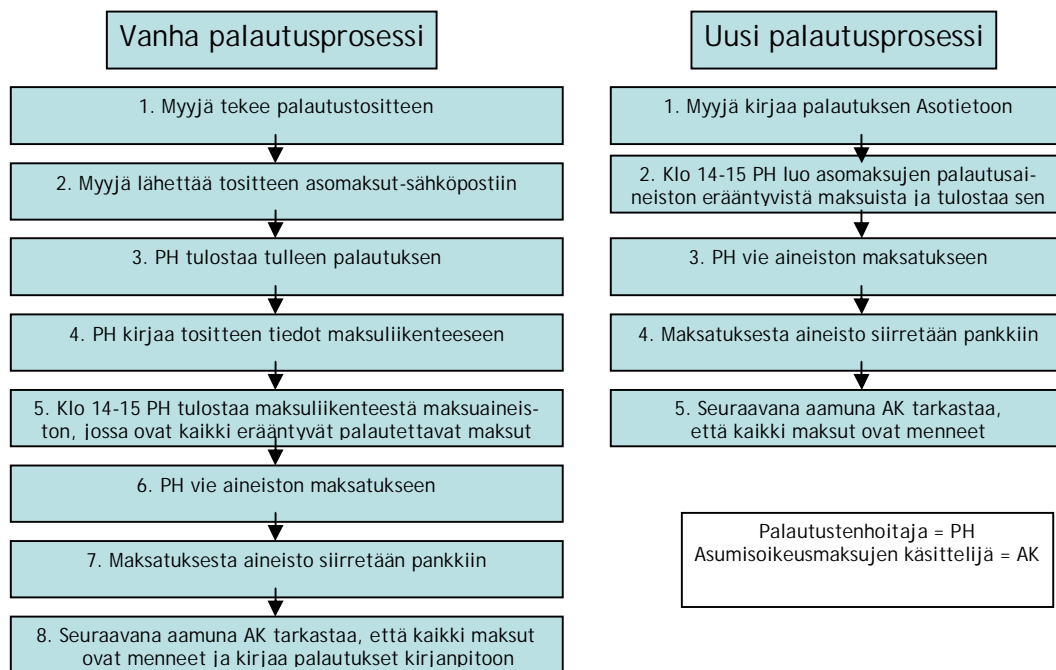 Vanha palautusprosessi
1. Myyjä tekee palautustositteen
2. Myyjä lähettää tositteen asomaksut-sähköpostiin
3. PH tulostaa tulleen palautuksen
4. PH kirjaa tositteen tiedot maksuliikenteeseen
5. Klo 14-15 PH tulostaa maksuliikenteestä maksuaineis-
ton, jossa ovat kaikki erääntyvät palautettavat maksut
6. PH vie aineiston maksatukseen
7. Maksatuksesta aineisto siirretään pankkiin
8. Seuraavana aamuna AK tarkastaa, että kaikki maksut
ovat menneet ja kirjaa palautukset kirjanpitoon
Uusi palautusprosessi
1. Myyjä kirjaa palautuksen Asotietoon
2. Klo 14-15 PH luo asomaksujen palautusai-
neiston erääntyvistä maksuista ja tulostaa sen
3. PH vie aineiston maksatukseen
4. Maksatuksesta aineisto siirretään pankkiin
5. Seuraavana aamuna AK tarkastaa,
että kaikki maksut ovat menneet
Palautustenhoitaja = PH
Asumisoikeusmaksujen käsittelijä = AK